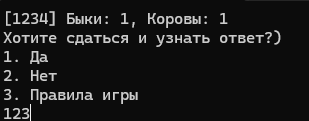 [1234] Быки: 1, Коровы: 1
Хотите сдаться и узнать ответ?)
1. Да
2. Нет
3. Правила игры
123